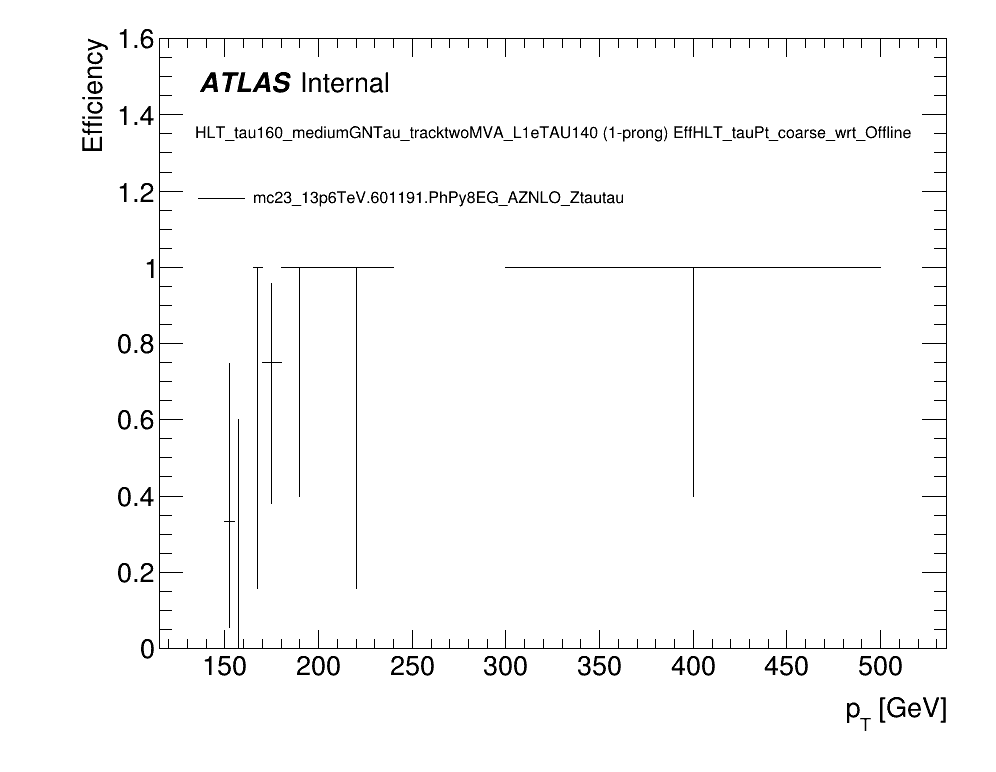 Efficiency
1.6
1.4
1.2
1
0.8
0.6
0.4
0.2
0
ATLAS Internal
HLT_tau160_mediumGNTau_tracktwoMVA_L1eTAU140 (1-prong) EffHLT_tauPt_coarse_wrt_Offline
mc23_13p6TeV.601191.PhPy8EG_AZNLO_Ztautau
150 200 250 300 350 400 450 500
p_T [GeV]